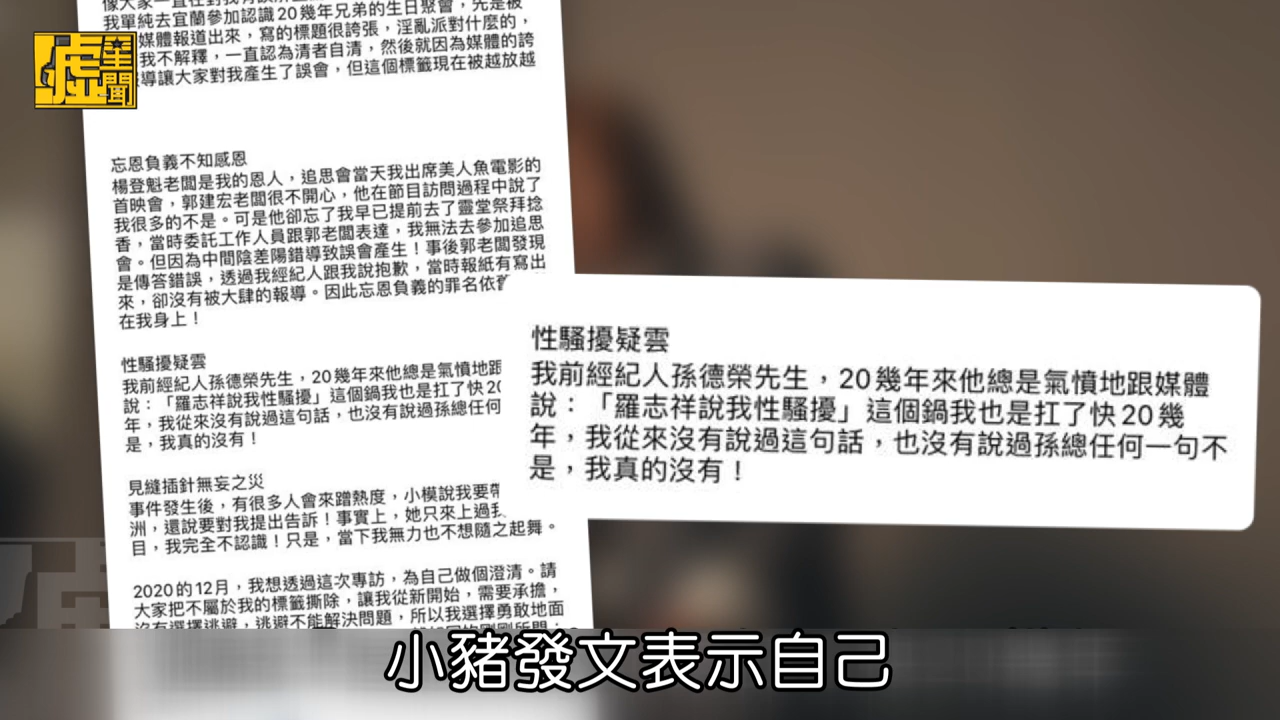 噓星聞
我單純去宜蘭參加認識20幾年兄弟的生日聚會，先是被
媒體報道出來，寫的標題很誇張，淫亂派對什麼的，
我不解釋，一直認為清者自清，然後就因為媒體的誇
導讓大家對我產生了誤會，但這個標籤現在被越放越
忘恩負義不知感恩
楊登魁老闆是我的恩人，追思會當天我出席美人魚電影的
首映會，郭建宏老闆很不開心，他在節目訪問過程中說了
我很多的不是。可是他卻忘了我早已提前去了靈堂祭拜捻
香，當時委託工作人員跟郭老闆表達，我無法去參加追思
會。但因為中間陰差陽錯導致誤會產生！事後郭老闆發現
是傳答錯誤，透過我經紀人跟我說抱歉，當時報紙有寫出
來，卻沒有被大肆的報導。因此忘恩負義的罪名依舊
在我身上！
性騷擾疑雲
我前經紀人孫德榮先生，20幾年來他總是氣憤地跟
說：「羅志祥說我性騷擾」這個鍋我也是扛了快20
年，我從來沒有說過這句話，也沒有說過孫總任何
是，我真的沒有！
性騷擾疑雲
我前經紀人孫德榮先生，20幾年來他總是氣憤地跟媒體
說：「羅志祥說我性騷擾」這個鍋我也是扛了快20幾
年，我從來沒有說過這句話，也沒有說過孫總任何一句不
是，我真的沒有！
見縫插針無妄之災
事件發生後，有很多人會來蹭熱度，小模說我要帶
洲，還說要對我提出告訴！事實上，她只來上過我
目，我完全不認識！只是，當下我無力也不想隨之起舞。
2020的12月，我想透過這次專訪，為自己做個澄清。請
大家把不屬於我的標籤撕除，讓我從新開始，需要承擔，
沒有選擇逃避，逃避不能解決問題，所以我選擇勇敢地面
小豬發文表示自己